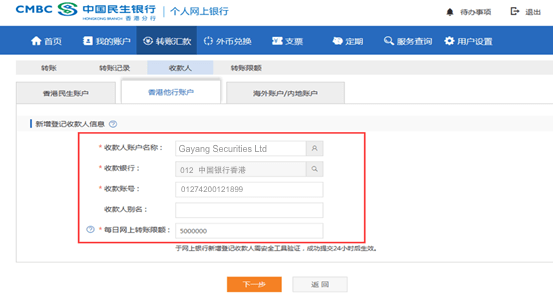 CMBC 中国民生银行 个人网上银行 待办事项 退出
HONGKONG BRANCH 香港分行
首页 我的账户 转账汇款 外币兑换 支票 定期 服务查询 用户设置
转账 转账记录 收款人 转账限额
香港民生账户 香港他行账户 海外账户/内地账户
新增登记收款人信息
* 收款人账户名称： Gayang Securities Ltd
* 收款银行： 012 中国银行香港
* 收款账号： 01274200121899
收款人别名：
* 每日网上转账限额： 5000000
于网上银行新增登记收款人需安全工具验证，成功提交24小时后生效。
下一步 返回